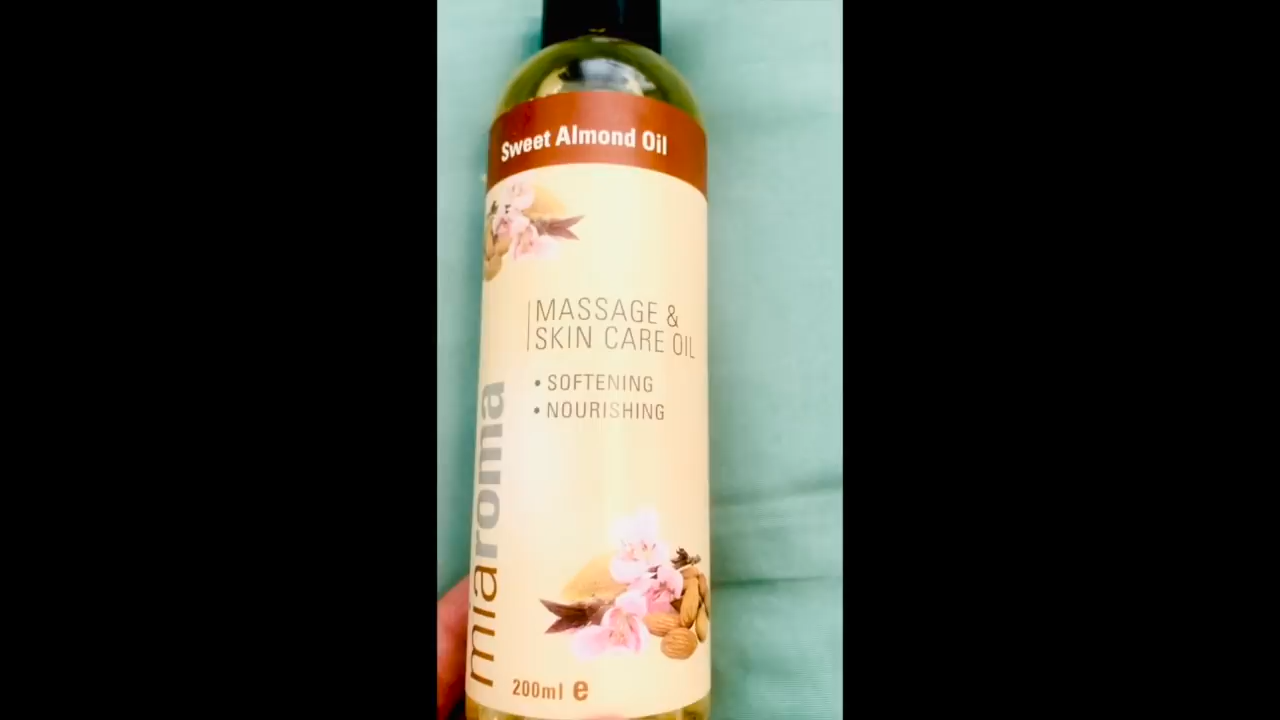 Sweet Almond Oil
MASSAGE &
SKIN CARE OIL
• SOFTENING
• NOURISHING
miaroma
200ml e